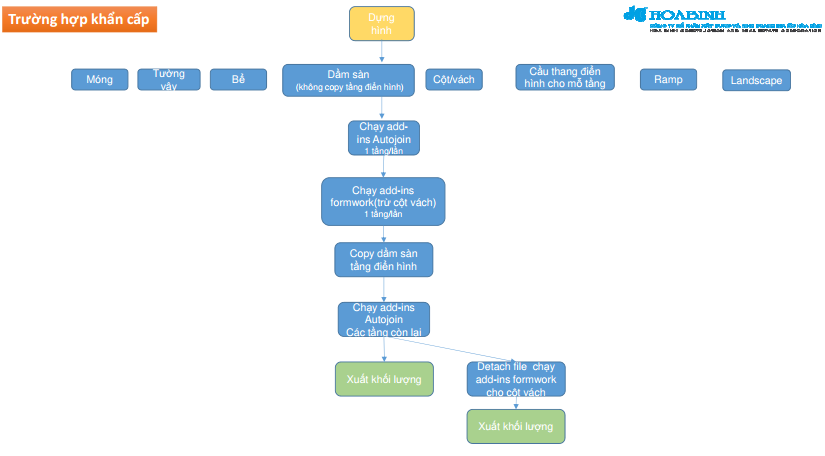 Trường hợp khẩn cấp
HOABINH
Dựng
hình
Móng
Tường
vây
Bể
Dầm sàn
(không copy tầng điển hình)
Cột/vách
Cầu thang điển
hình cho mỗ tầng
Ramp
Landscape
Chạy add-
ins Autojoin
1 tầng/lần
Chạy add-ins
formwork(trừ cột vách)
1 tầng/lần
Copy dầm sàn
tầng điển hình
Chạy add-ins
Autojoin
Các tầng còn lại
Xuất khối lượng
Detach file chạy
add-ins formwork
cho cột vách
Xuất khối lượng